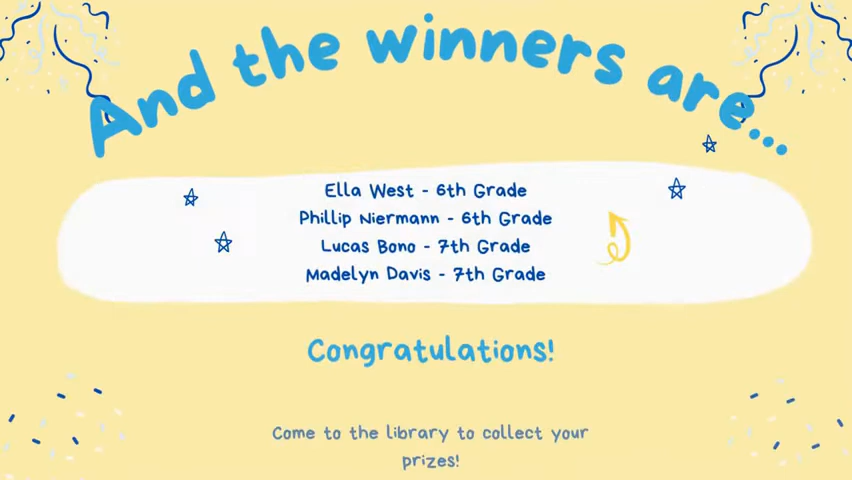 And the winners are...
Ella West - 6th Grade
Phillip Niermann - 6th Grade
Lucas Bono - 7th Grade
Madelyn Davis - 7th Grade
Congratulations!
Come to the library to collect your
prizes!